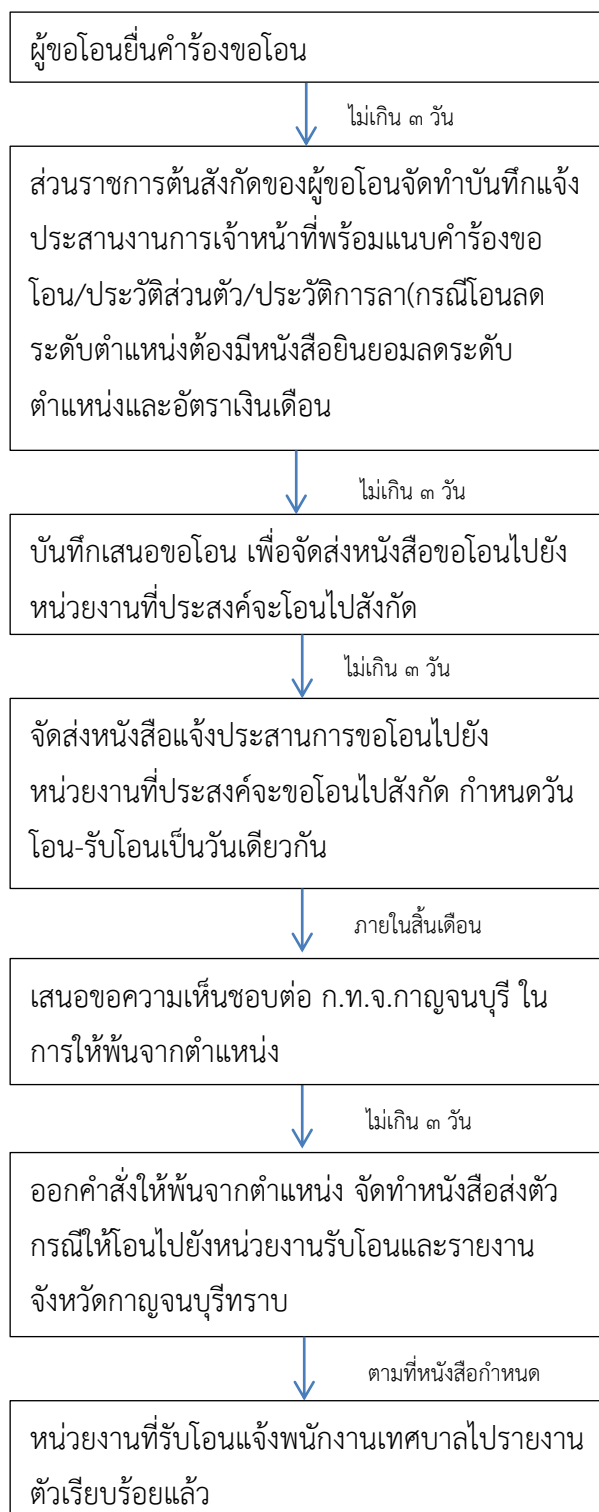 ผู้ขอโอนยื่นคำร้องขอโอน
ไม่เกิน ๓ วัน
ส่วนราชการต้นสังกัดของผู้ขอโอนจัดทำบันทึกแจ้ง
ประสานงานการเจ้าหน้าที่พร้อมแนบคำร้องขอ
โอน/ประวัติส่วนตัว/ประวัติการลา(กรณีโอนลด
ระดับตำแหน่งต้องมีหนังสือยินยอมลดระดับ
ตำแหน่งและอัตราเงินเดือน
ไม่เกิน ๓ วัน
บันทึกเสนอขอโอน เพื่อจัดส่งหนังสือขอโอนไปยัง
หน่วยงานที่ประสงค์จะโอนไปสังกัด
ไม่เกิน ๓ วัน
จัดส่งหนังสือแจ้งประสานการขอโอนไปยัง
หน่วยงานที่ประสงค์จะขอโอนไปสังกัด กำหนดวัน
โอน-รับโอนเป็นวันเดียวกัน
ภายในสิ้นเดือน
เสนอขอความเห็นชอบต่อ ก.ท.จ.กาญจนบุรี ใน
การให้พ้นจากตำแหน่ง
ไม่เกิน ๓ วัน
ออกคำสั่งให้พ้นจากตำแหน่ง จัดทำหนังสือส่งตัว
กรณีให้โอนไปยังหน่วยงานรับโอนและรายงาน
จังหวัดกาญจนบุรีทราบ
ตามที่หนังสือกำหนด
หน่วยงานที่รับโอนแจ้งพนักงานเทศบาลไปรายงาน
ตัวเรียบร้อยแล้ว